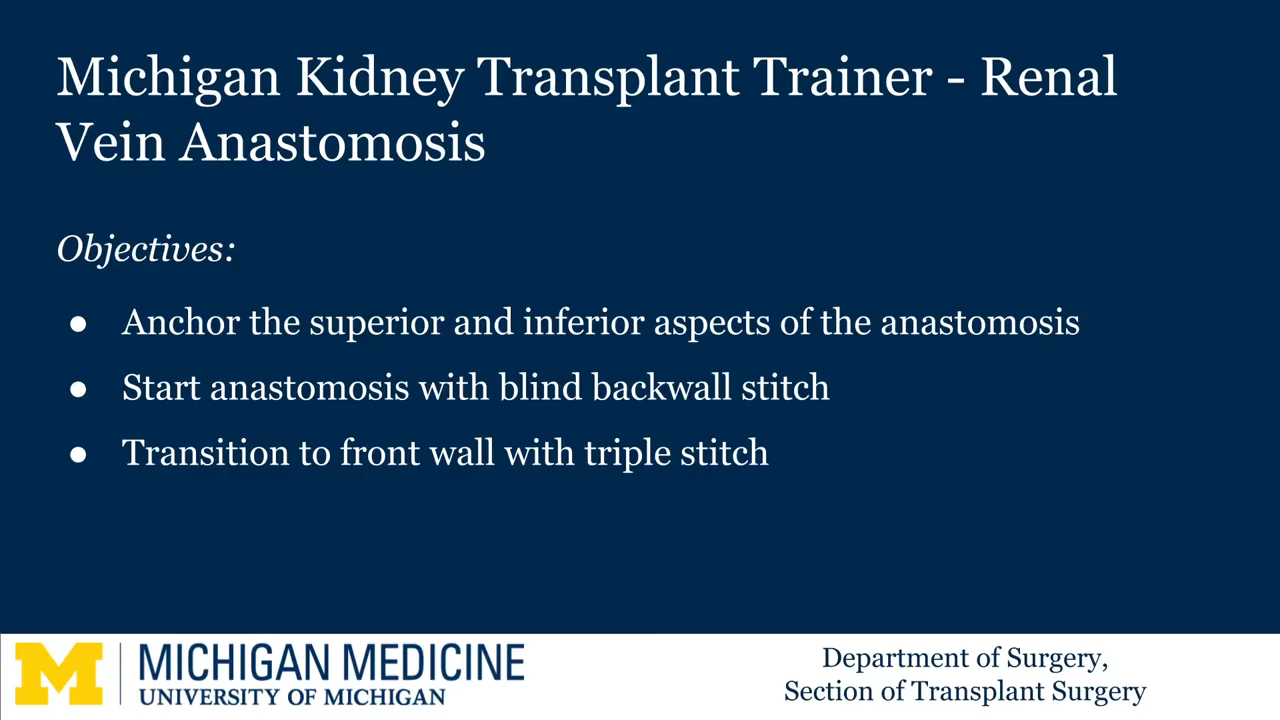 Michigan Kidney Transplant Trainer - Renal
Vein Anastomosis
Objectives:
● Anchor the superior and inferior aspects of the anastomosis
● Start anastomosis with blind backwall stitch
● Transition to front wall with triple stitch
M
MICHIGAN MEDICINE
UNIVERSITY OF MICHIGAN
Department of Surgery,
Section of Transplant Surgery